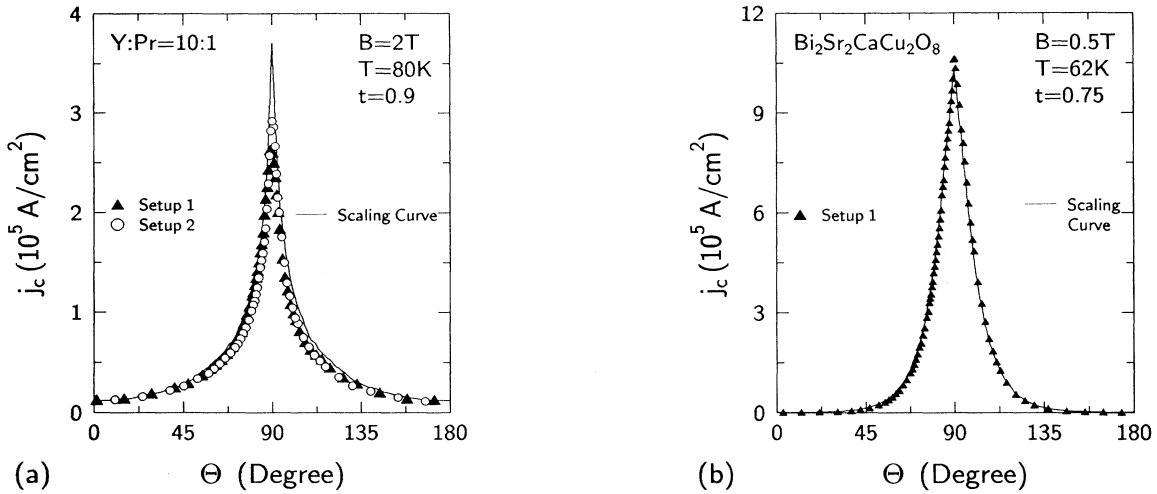 4
3
2
1
0
j_c (10^5 A/cm^2)
Y:Pr=10:1
B=2T
T=80K
t=0.9
▲ Setup 1
○ Setup 2
Scaling Curve
0 45 90 135 180
Θ (Degree)
(a)
12
9
6
3
0
j_c (10^5 A/cm^2)
Bi₂Sr₂CaCu₂O₈
B=0.5T
T=62K
t=0.75
▲ Setup 1
Scaling
Curve
0 45 90 135 180
Θ (Degree)
(b)